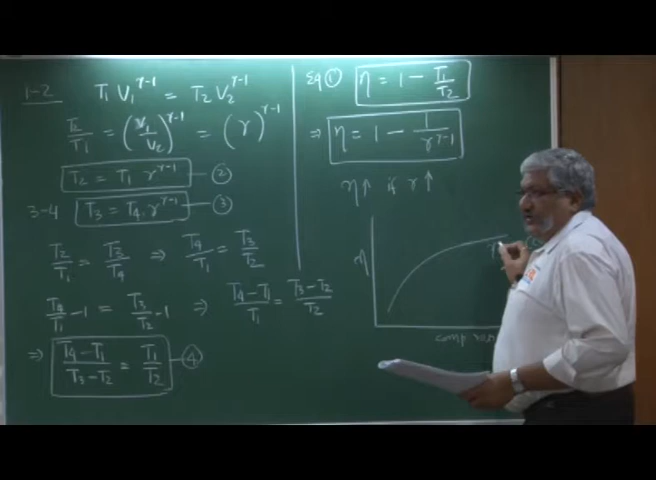 1-2 T₁ V₁^(γ-1) = T₂ V₂^(γ-1)
T₂/T₁ = (V₁/V₂)^(γ-1) = (r)^(γ-1)
T₂ = T₁ r^(γ-1) — ②
3-4 T₃ = T₄ . r^(γ-1) — ③
T₂/T₁ = T₃/T₄ ⇒ T₄/T₁ = T₃/T₂
T₄/T₁ - 1 = T₃/T₂ - 1 ⇒ (T₄ - T₁)/T₁ = (T₃ - T₂)/T₂
⇒ (T₄ - T₁)/(T₃ - T₂) = T₁/T₂ — ④
Eq ① η = 1 - T₁/T₂
⇒ η = 1 - 1/r^(γ-1)
η↑ if r↑
η
comp